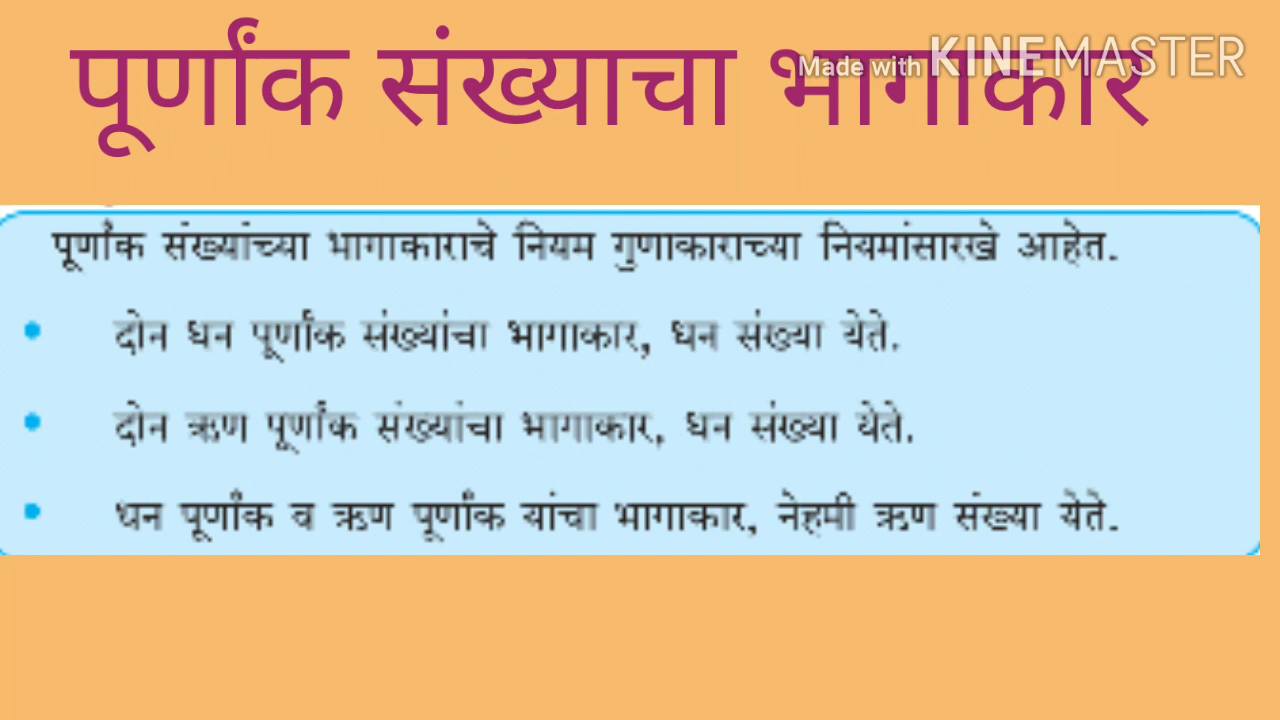 पूर्णांक संख्याचा भागाकार
Made with KINEMASTER
पूर्णांक संख्यांच्या भागाकाराचे नियम गुणाकाराच्या नियमांसारखे आहेत.
• दोन धन पूर्णांक संख्यांचा भागाकार, धन संख्या येते.
• दोन ऋण पूर्णांक संख्यांचा भागाकार, धन संख्या येते.
• धन पूर्णांक व ऋण पूर्णांक यांचा भागाकार, नेहमी ऋण संख्या येते.